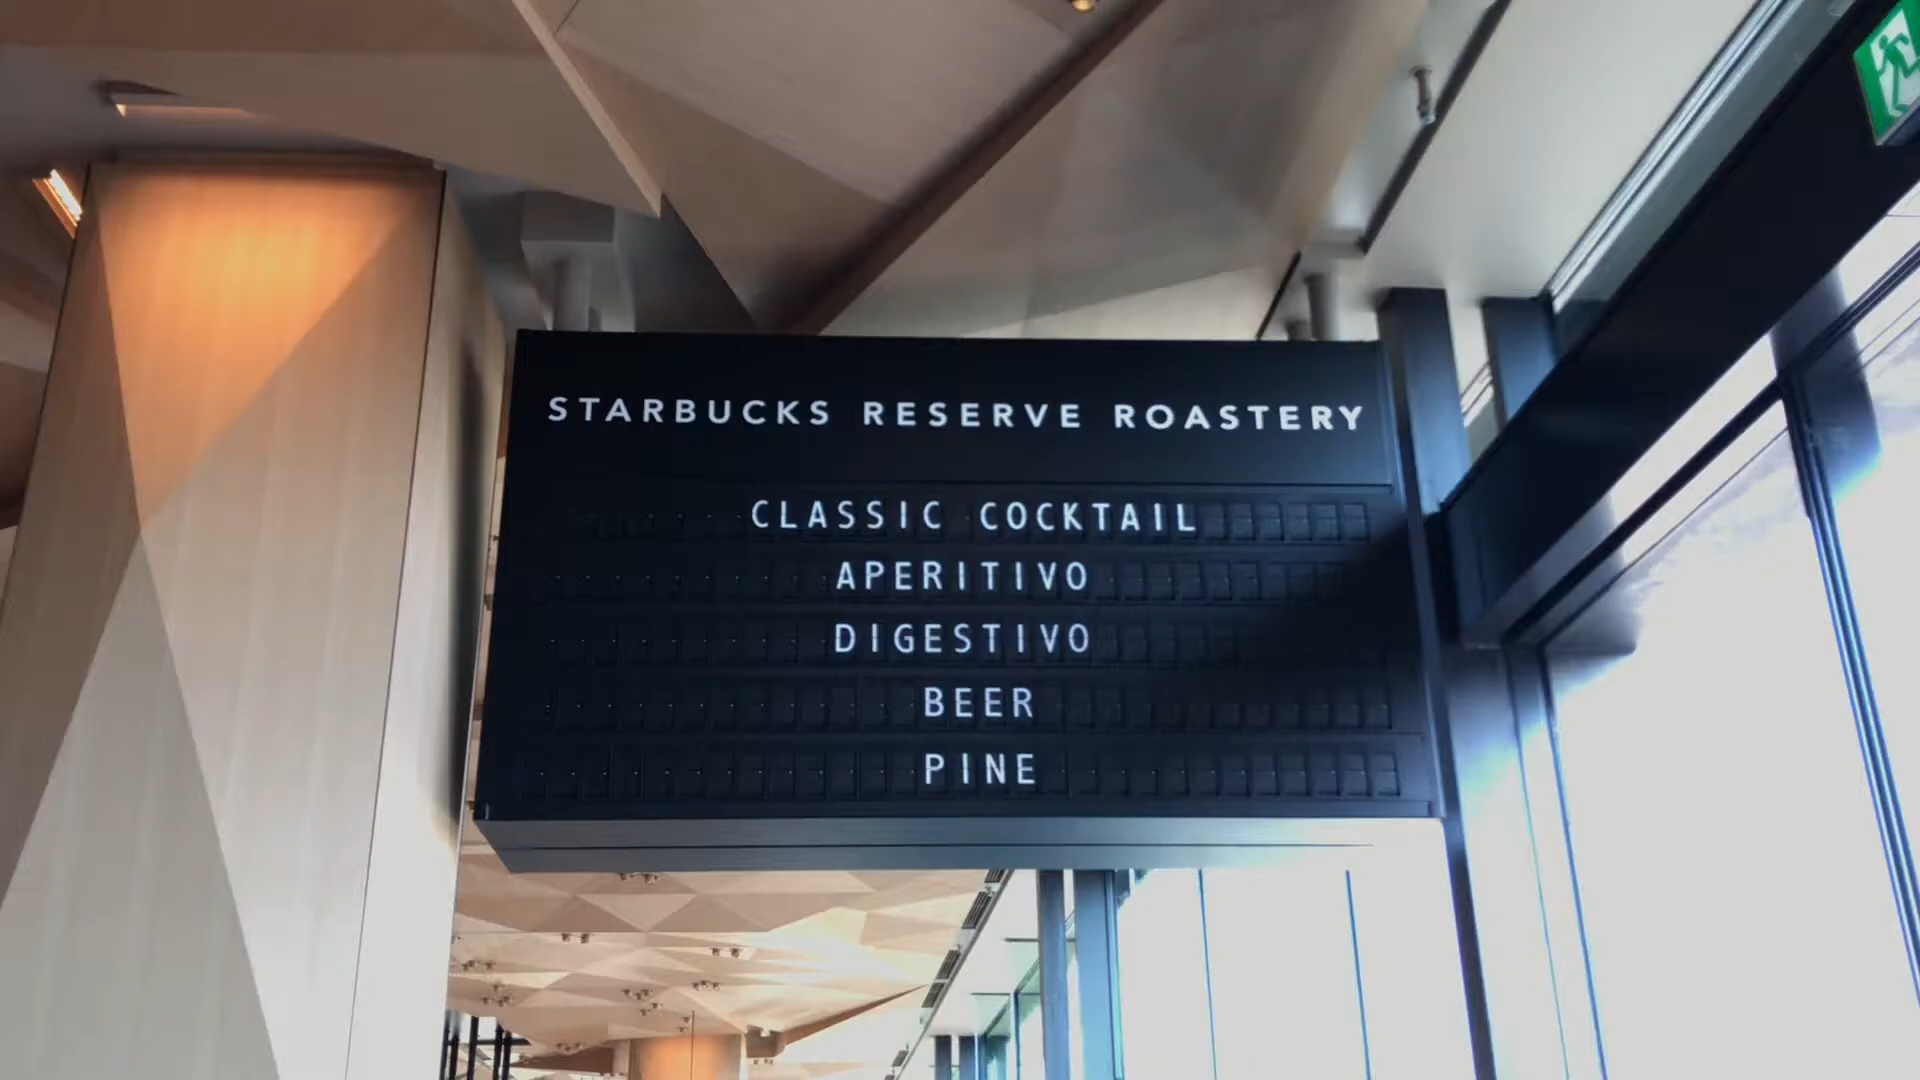 STARBUCKS RESERVE ROASTERY
CLASSIC COCKTAIL
APERITIVO
DIGESTIVO
BEER
PINE